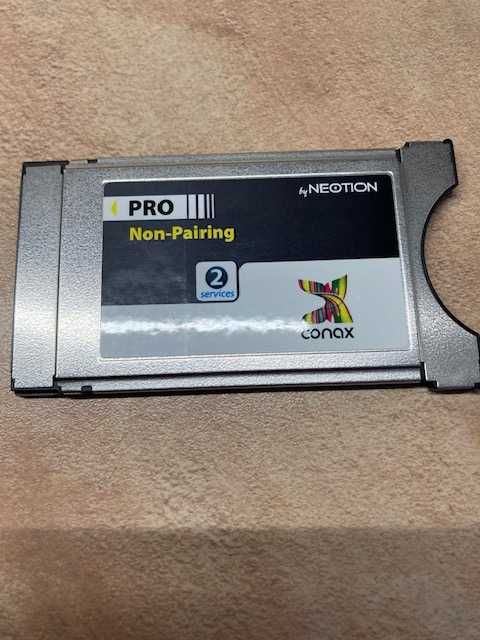 by NEOTION
PRO
Non-Pairing
2
services
conax